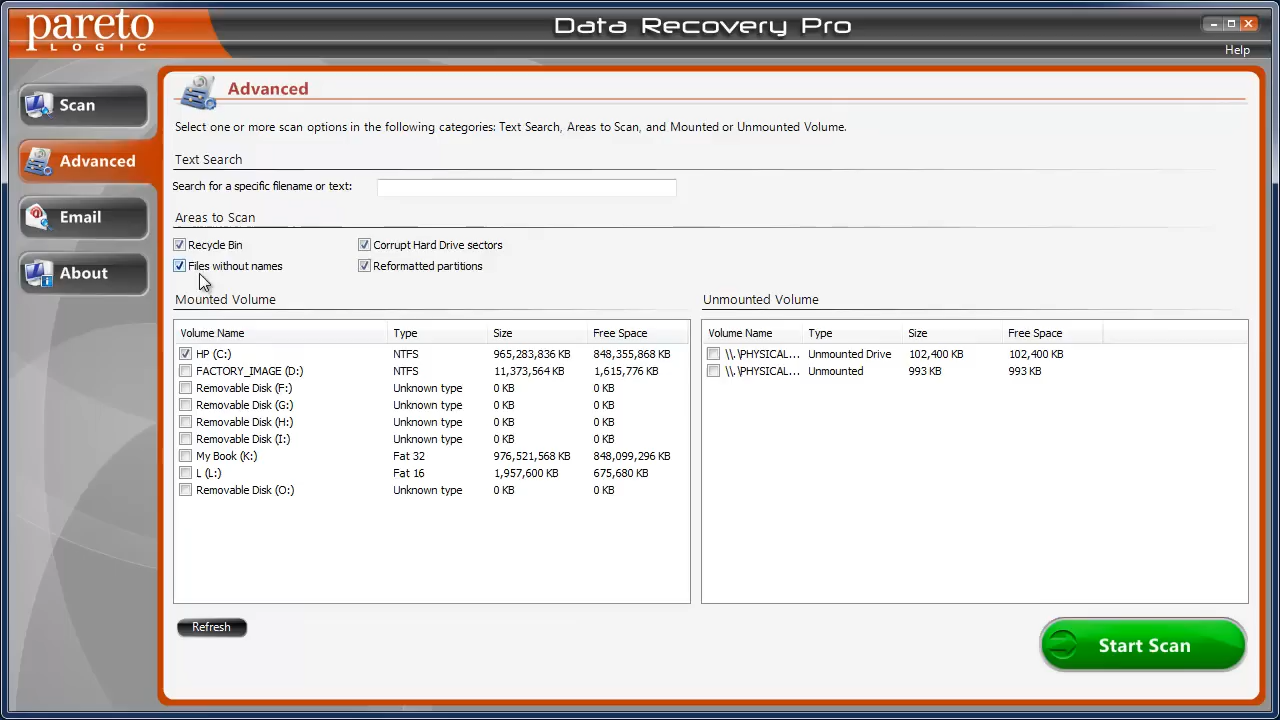 pareto
LOGIC
Data Recovery Pro
Help
Scan
Advanced
Email
About
Advanced
Select one or more scan options in the following categories: Text Search, Areas to Scan, and Mounted or Unmounted Volume.
Text Search
Search for a specific filename or text:
Areas to Scan
Recycle Bin Corrupt Hard Drive sectors
Files without names Reformatted partitions
Mounted Volume
Volume Name Type Size Free Space
HP (C:) NTFS 965,283,836 KB 848,355,868 KB
FACTORY_IMAGE (D:) NTFS 11,373,564 KB 1,615,776 KB
Removable Disk (F:) Unknown type 0 KB 0 KB
Removable Disk (G:) Unknown type 0 KB 0 KB
Removable Disk (H:) Unknown type 0 KB 0 KB
Removable Disk (I:) Unknown type 0 KB 0 KB
My Book (K:) Fat 32 976,521,568 KB 848,099,296 KB
L (L:) Fat 16 1,957,600 KB 675,680 KB
Removable Disk (O:) Unknown type 0 KB 0 KB
Unmounted Volume
Volume Name Type Size Free Space
\\.\PHYSICAL... Unmounted Drive 102,400 KB 102,400 KB
\\.\PHYSICAL... Unmounted 993 KB 993 KB
Refresh
Start Scan